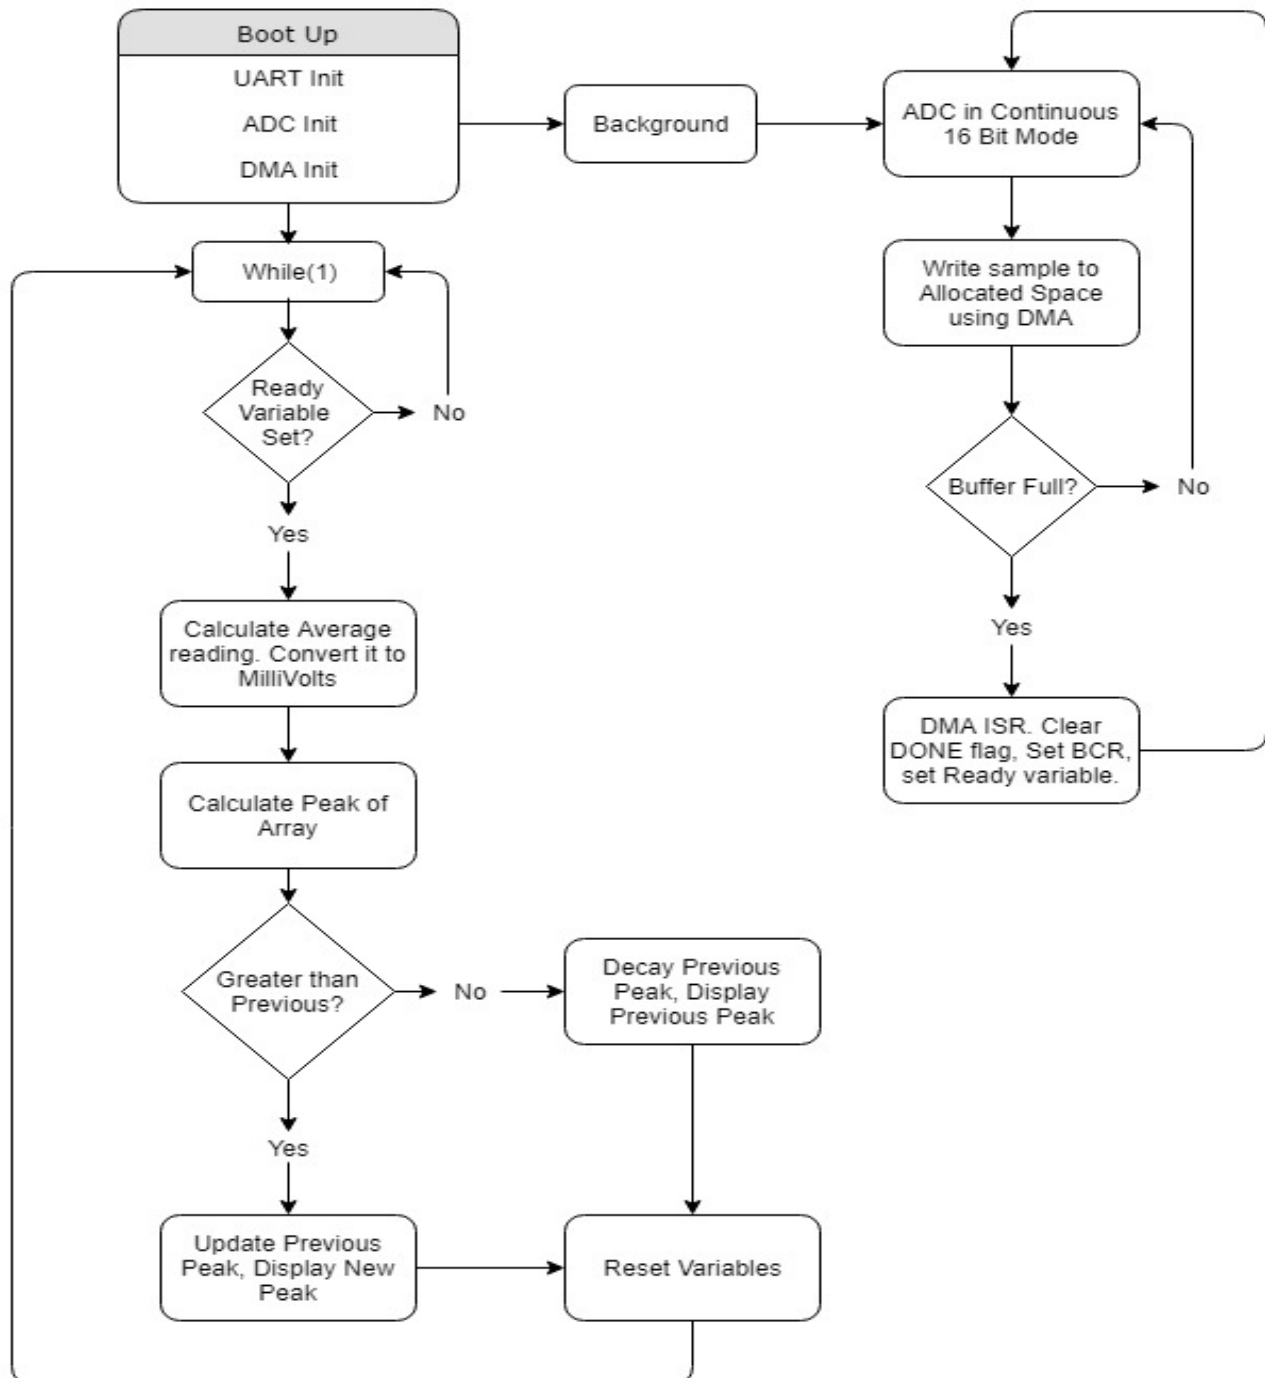 Boot Up
UART Init
ADC Init
DMA Init
Background
ADC in Continuous
16 Bit Mode
While(1)
Write sample to
Allocated Space
using DMA
Ready
Variable
Set?
No
Buffer Full?
No
Yes
Yes
Calculate Average
reading. Convert it to
MilliVolts
DMA ISR. Clear
DONE flag, Set BCR,
set Ready variable.
Calculate Peak of
Array
Greater than
Previous?
No
Decay Previous
Peak, Display
Previous Peak
Yes
Update Previous
Peak, Display New
Peak
Reset Variables